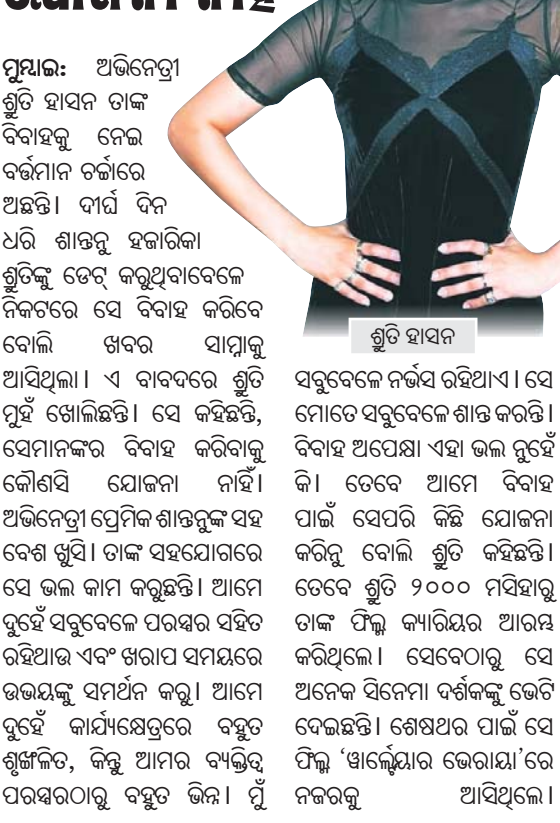 ମୁମ୍ବାଇ: ଅଭିନେତ୍ରୀ
ଶ୍ରୁତି ହାସନ ତାଙ୍କ
ବିବାହକୁ ନେଇ
ବର୍ତ୍ତମାନ ଚର୍ଚ୍ଚାରେ
ଅଛନ୍ତି। ଦୀର୍ଘ ଦିନ
ଧରି ଶାନ୍ତନୁ ହଜାରିକା
ଶ୍ରୁତିଙ୍କୁ ଡେଟ୍ କରୁଥିବାବେଳେ
ନିକଟରେ ସେ ବିବାହ କରିବେ
ବୋଲି ଖବର ସାମ୍ନାକୁ
ଆସିଥିଲା। ଏ ବାବଦରେ ଶ୍ରୁତି
ମୁହଁ ଖୋଲିଛନ୍ତି। ସେ କହିଛନ୍ତି,
ସେମାନଙ୍କର ବିବାହ କରିବାକୁ
କୌଣସି ଯୋଜନା ନାହିଁ।
ଅଭିନେତ୍ରୀ ପ୍ରେମିକ ଶାନ୍ତନୁଙ୍କ ସହ
ବେଶ ଖୁସି। ତାଙ୍କ ସହଯୋଗରେ
ସେ ଭଲ କାମ କରୁଛନ୍ତି। ଆମେ
ଦୁହେଁ ସବୁବେଳେ ପରସ୍ପର ସହିତ
ରହିଥାଉ ଏବଂ ଖରାପ ସମୟରେ
ଉଭୟଙ୍କୁ ସମର୍ଥନ କରୁ। ଆମେ
ଦୁହେଁ କାର୍ଯ୍ୟକ୍ଷେତ୍ରରେ ବହୁତ
ଶୃଙ୍ଖଳିତ, କିନ୍ତୁ ଆମର ବ୍ୟକ୍ତିତ୍ୱ
ପରସ୍ପରଠାରୁ ବହୁତ ଭିନ୍ନ। ମୁଁ
ଶ୍ରୁତି ହାସନ
ସବୁବେଳେ ନର୍ଭସ ରହିଥାଏ। ସେ
ମୋତେ ସବୁବେଳେ ଶାନ୍ତ କରନ୍ତି।
ବିବାହ ଅପେକ୍ଷା ଏହା ଭଲ ନୁହେଁ
କି। ତେବେ ଆମେ ବିବାହ
ପାଇଁ ସେପରି କିଛି ଯୋଜନା
କରିନୁ ବୋଲି ଶ୍ରୁତି କହିଛନ୍ତି।
ତେବେ ଶ୍ରୁତି ୨୦୦୦ ମସିହାରୁ
ତାଙ୍କ ଫିଲ୍ମ କ୍ୟାରିୟର ଆରମ୍ଭ
କରିଥିଲେ। ସେବେଠାରୁ ସେ
ଅନେକ ସିନେମା ଦର୍ଶକଙ୍କୁ ଭେଟି
ଦେଇଛନ୍ତି। ଶେଷଥର ପାଇଁ ସେ
ଫିଲ୍ମ ‘ୱାର୍ଲ୍ଟେୟାର ଭେରାୟା’ରେ
ନଜରକୁ ଆସିଥିଲେ।